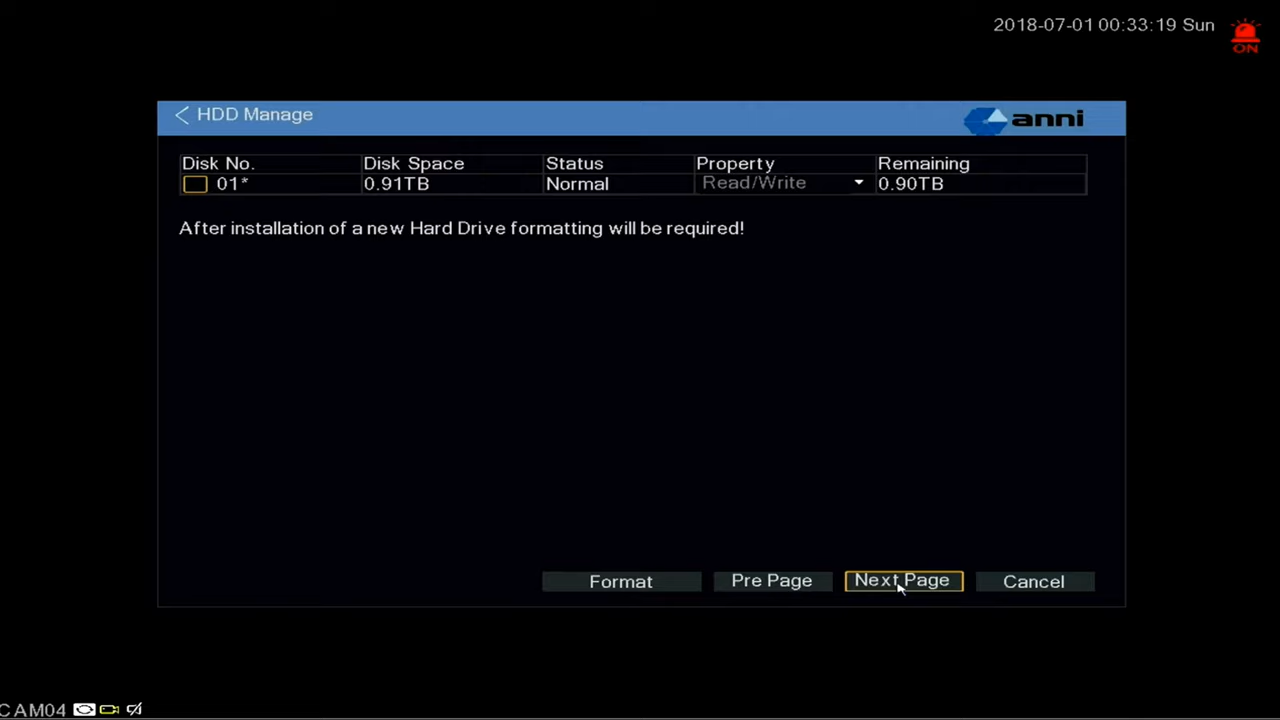 2018-07-01 00:33:19 Sun
ON
< HDD Manage
anni
Disk No. Disk Space Status Property Remaining
01* 0.91TB Normal Read/Write 0.90TB
After installation of a new Hard Drive formatting will be required!
Format Pre Page Next Page Cancel
CAM04